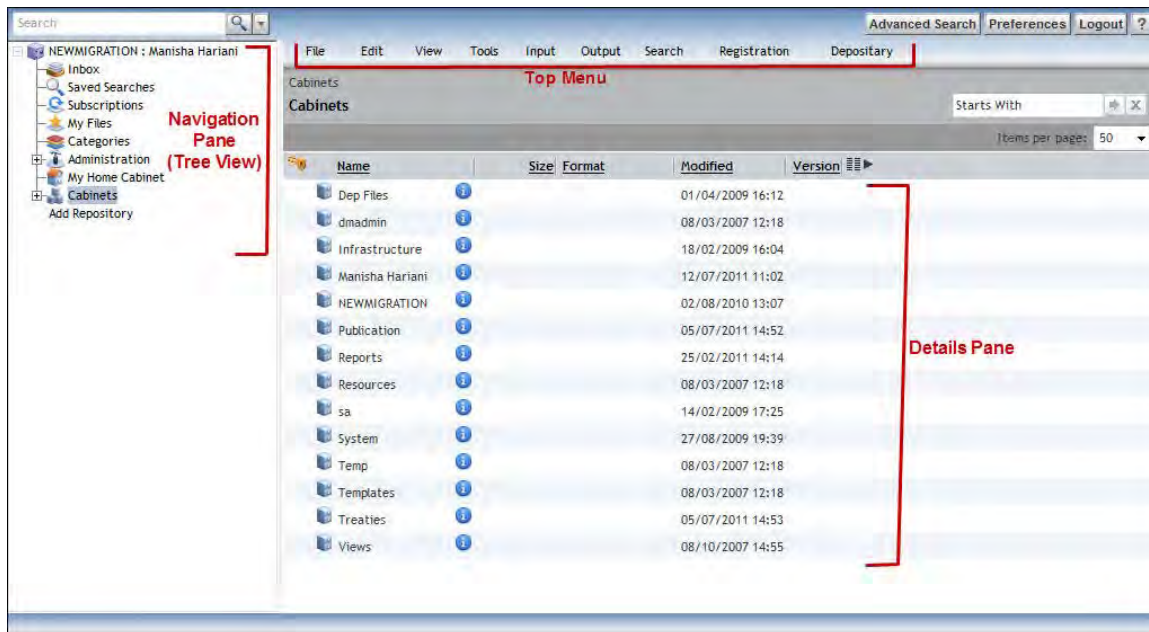 Search
Advanced Search Preferences Logout ?
NEWMIGRATION : Manisha Hariani
Inbox
Saved Searches
Subscriptions
My Files
Categories
Administration
My Home Cabinet
Cabinets
Add Repository
Navigation
Pane
(Tree View)
File Edit View Tools Input Output Search Registration Depositary
Top Menu
Cabinets
Cabinets
Starts With X
Items per page: 50
Name Size Format Modified Version
Dep Files 01/04/2009 16:12
dmadmin 08/03/2007 12:18
Infrastructure 18/02/2009 16:04
Manisha Hariani 12/07/2011 11:02
NEWMIGRATION 02/08/2010 13:07
Publication 05/07/2011 14:52
Reports 25/02/2011 14:14
Resources 08/03/2007 12:18
sa 14/02/2009 17:25
System 27/08/2009 19:39
Temp 08/03/2007 12:18
Templates 08/03/2007 12:18
Treaties 05/07/2011 14:53
Views 08/10/2007 14:55
Details Pane